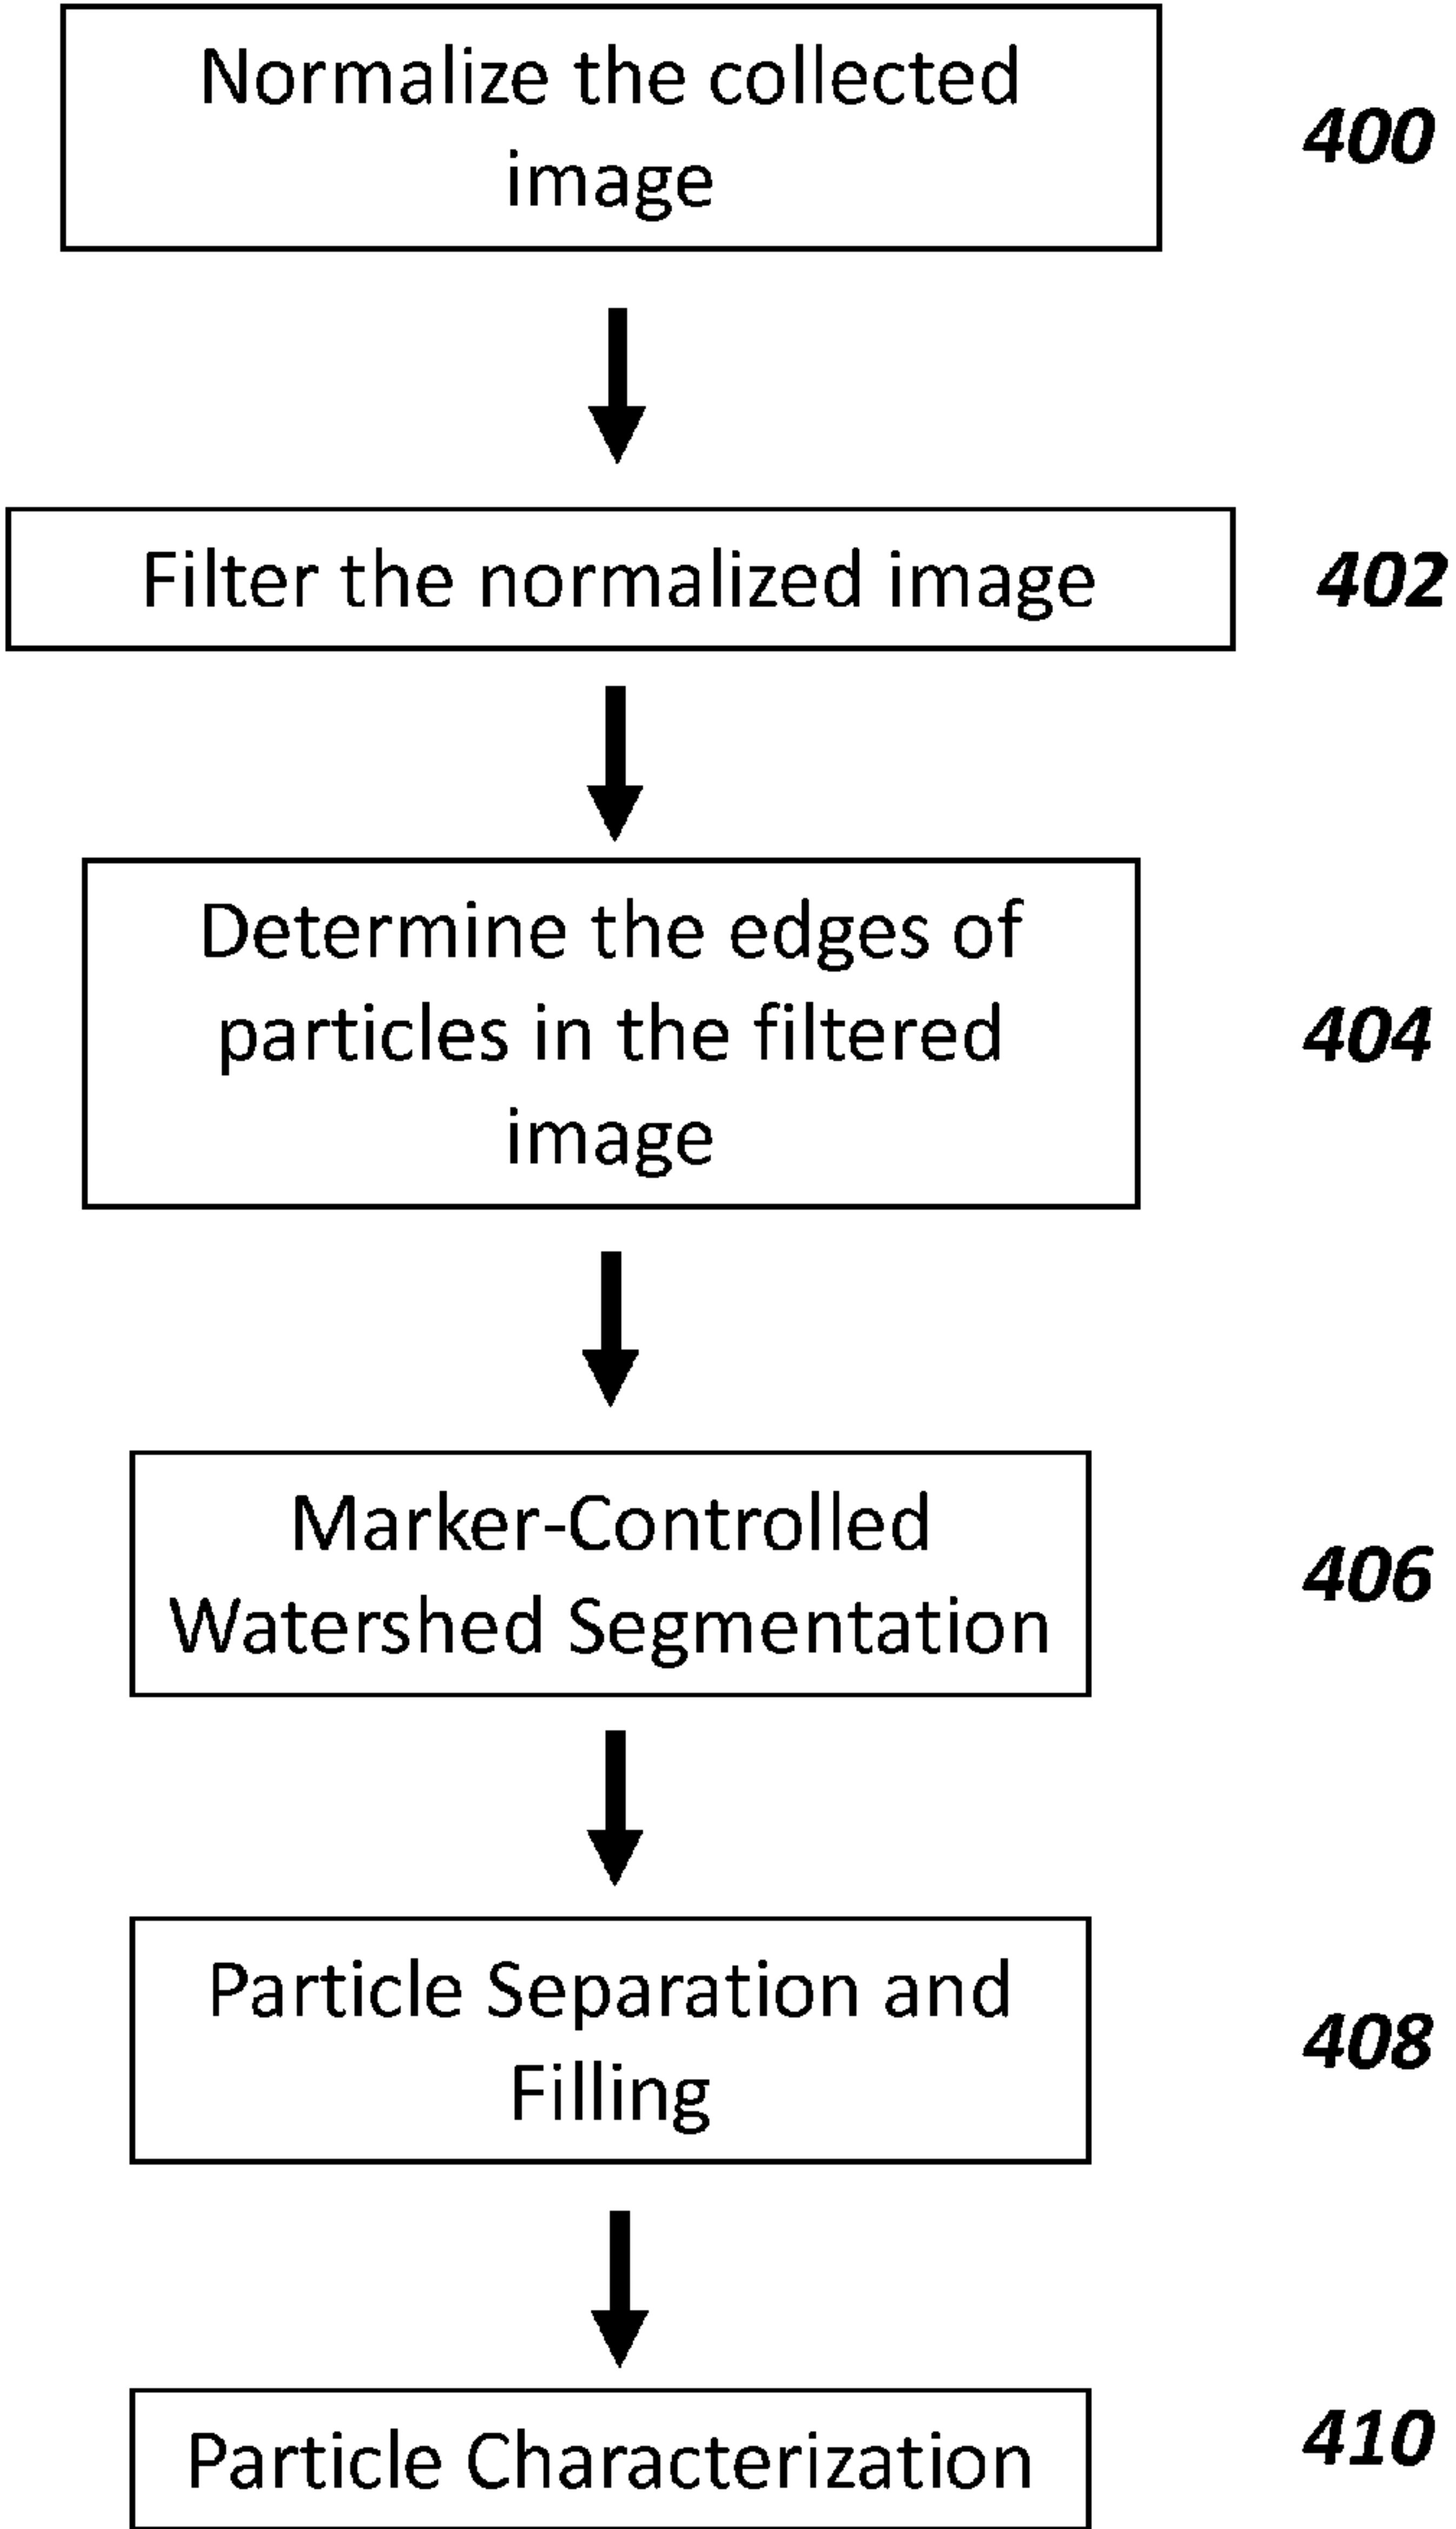 Normalize the collected
image
400
Filter the normalized image
402
Determine the edges of
particles in the filtered
image
404
Marker-Controlled
Watershed Segmentation
406
Particle Separation and
Filling
408
Particle Characterization
410